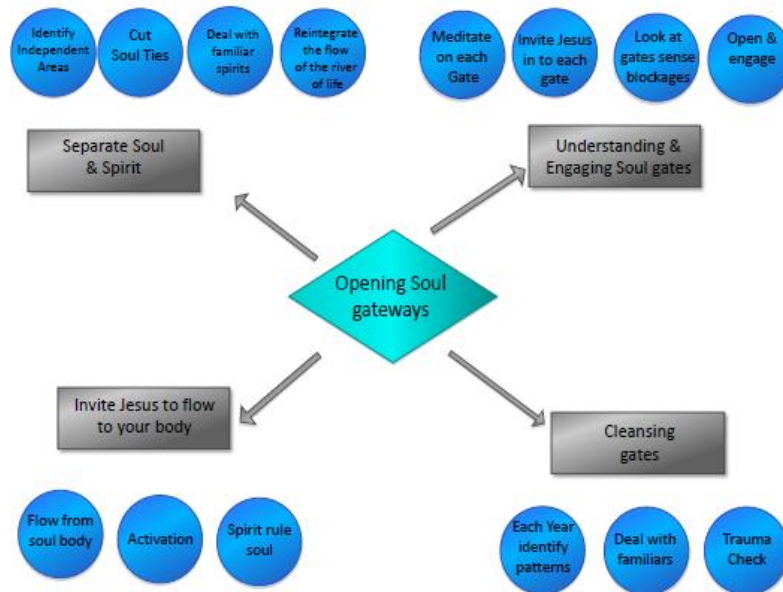 Identify
Independent
Areas
Cut
Soul Ties
Deal with
familiar
spirits
Reintegrate
the flow
of the river
of life
Meditate
on each
Gate
Invite Jesus
in to each
gate
Look at
gates sense
blockages
Open &
engage
Separate Soul
& Spirit
Understanding &
Engaging Soul gates
Opening Soul
gateways
Invite Jesus to flow
to your body
Cleansing
gates
Flow from
soul body
Activation
Spirit rule
soul
Each Year
identify
patterns
Deal with
familiars
Trauma
Check